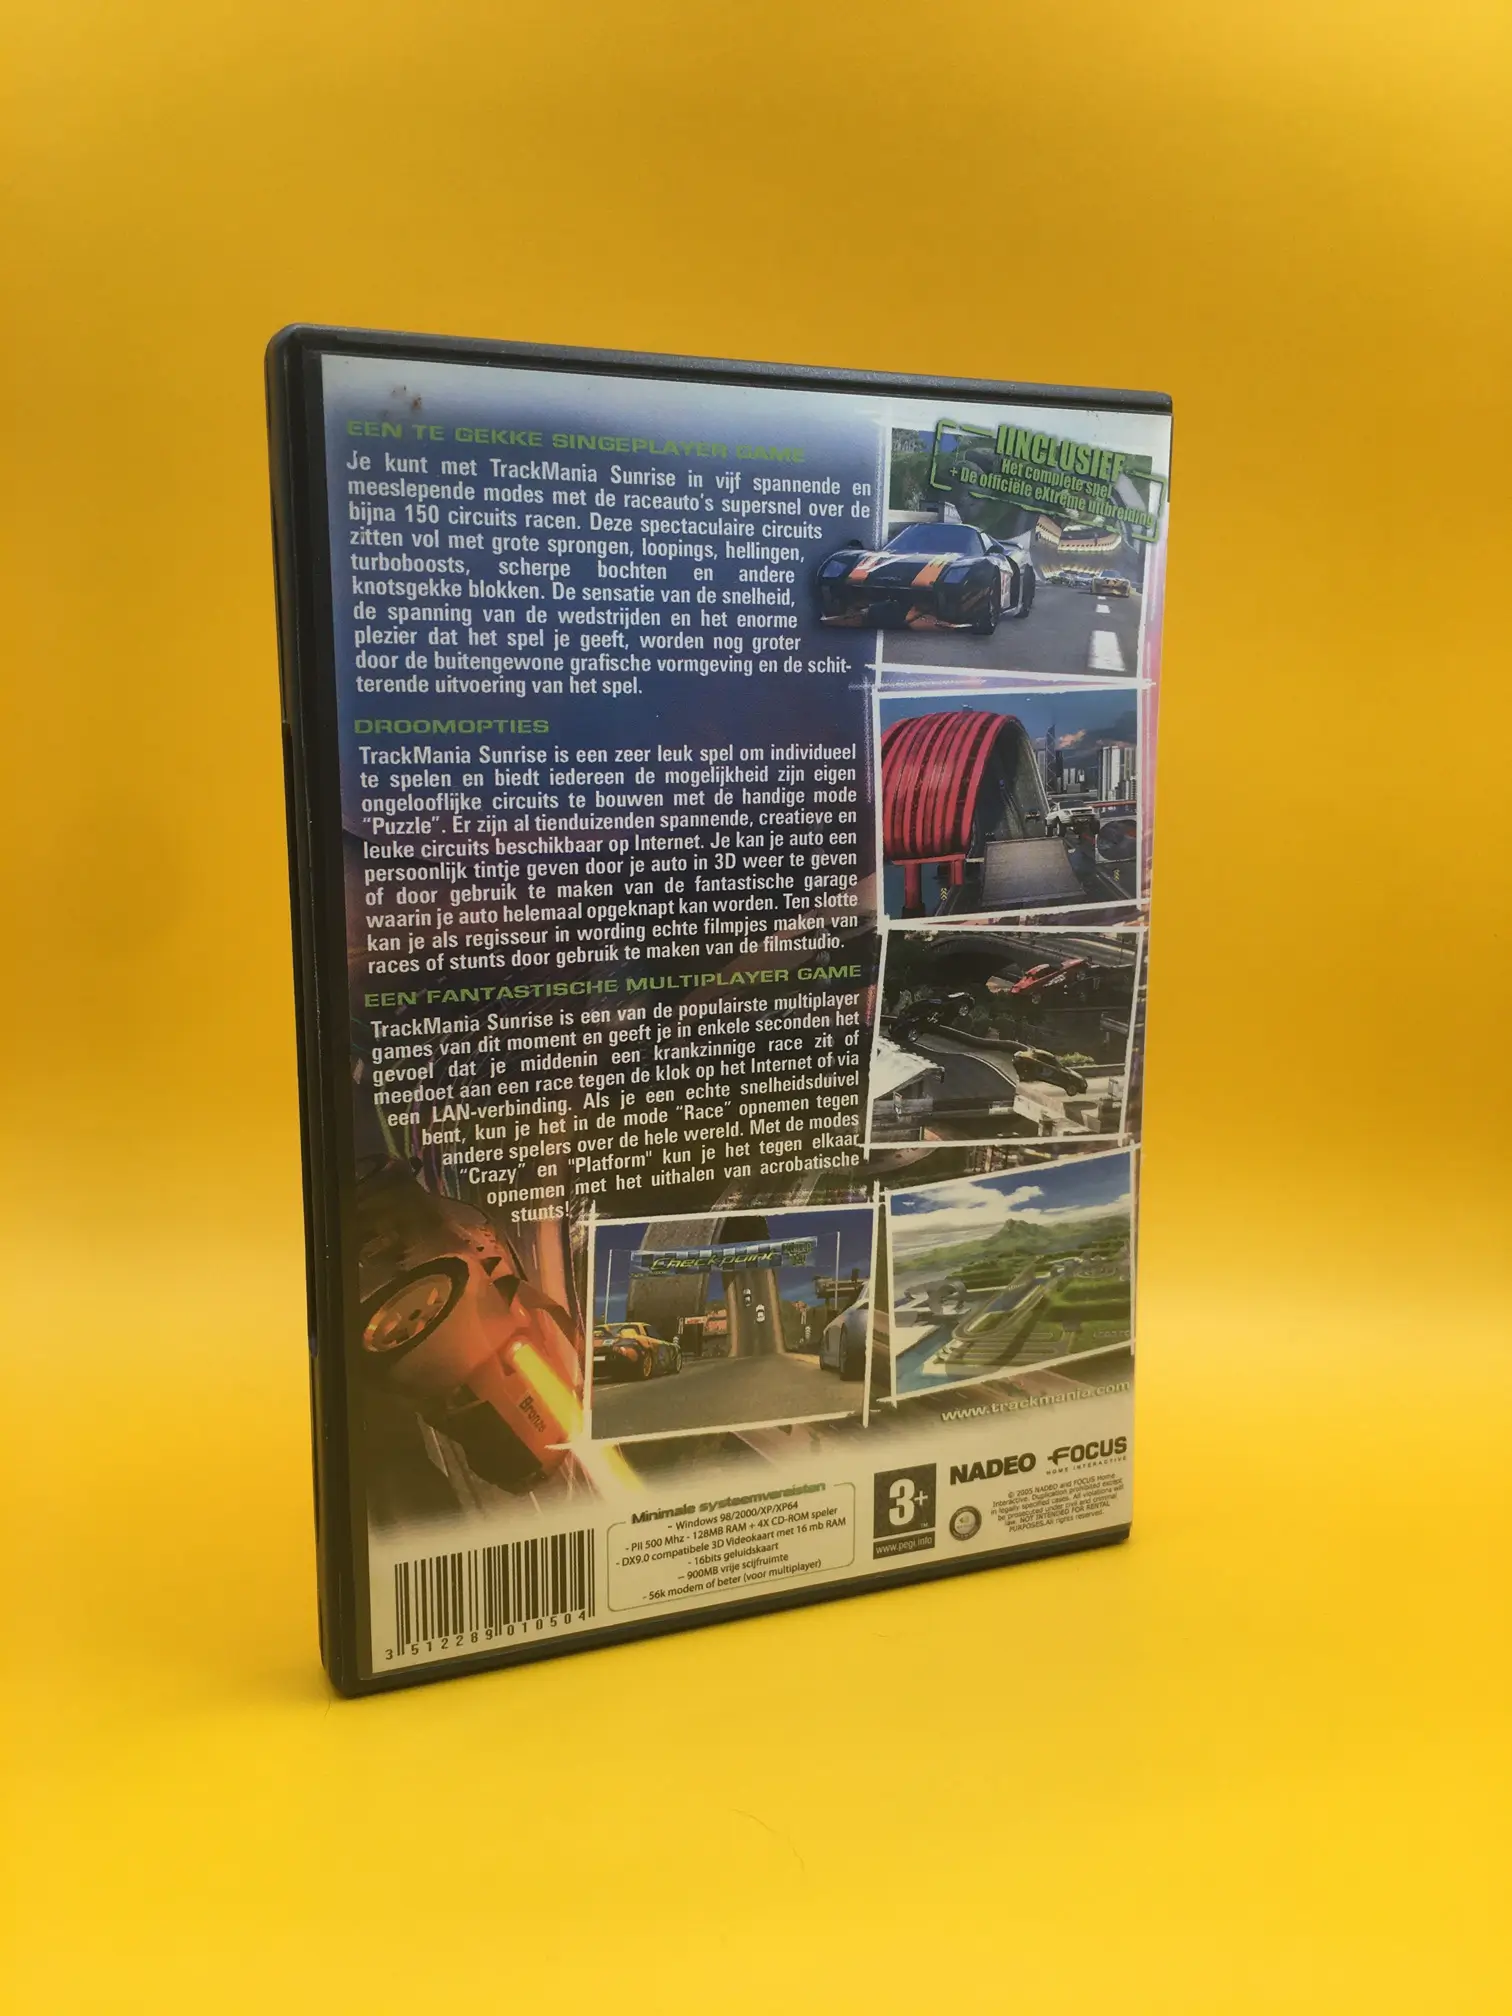 EEN TE GEKKE SINGEPLAYER GAME
Je kunt met TrackMania Sunrise in vijf spannende en
meeslepende modes met de raceauto's supersnel over de
bijna 150 circuits racen. Deze spectaculaire circuits
zitten vol met grote sprongen, loopings, hellingen,
turboboosts, scherpe bochten en andere
knotsgekke blokken. De sensatie van de snelheid,
de spanning van de wedstrijden en het enorme
plezier dat het spel je geeft, worden nog groter
door de buitengewone grafische vormgeving en de schit-
terende uitvoering van het spel.
DROOMOPTIES
TrackMania Sunrise is een zeer leuk spel om individueel
te spelen en biedt iedereen de mogelijkheid zijn eigen
ongelooflijke circuits te bouwen met de handige mode
“Puzzle”. Er zijn al tienduizenden spannende, creatieve en
leuke circuits beschikbaar op Internet. Je kan je auto een
persoonlijk tintje geven door je auto in 3D weer te geven
of door gebruik te maken van de fantastische garage
waarin je auto helemaal opgeknapt kan worden. Ten slotte
kan je als regisseur in wording echte filmpjes maken van
races of stunts door gebruik te maken van de filmstudio.
EEN FANTASTISCHE MULTIPLAYER GAME
TrackMania Sunrise is een van de populairste multiplayer
games van dit moment en geeft je in enkele seconden het
gevoel dat je middenin een krankzinnige race zit of
meedoet aan een race tegen de klok op het Internet of via
een LAN-verbinding. Als je een echte snelheidsduivel
bent, kun je het in de mode “Race” opnemen tegen
andere spelers over de hele wereld. Met de modes
“Crazy” en "Platform" kun je het tegen elkaar
opnemen met het uithalen van acrobatische
stunts!
IINCLUSIEF
Het complete spel
+ De officiële eXtreme uitbreiding
Checkpoint
Bronze
www.trackmania.com
Minimale systeemvereisten
- Windows 98/2000/XP/XP64
- PII 500 Mhz - 128MB RAM + 4X CD-ROM speler
- DX9.0 compatibele 3D Videokaart met 16 mb RAM
- 16bits geluidskaart
- 900MB vrije scijfruimte
- 56k modem of beter (voor multiplayer)
3+
TM
www.pegi.info
NADEO
FOCUS
HOME INTERACTIVE
© 2005 NADEO and FOCUS Home
Interactive. Duplication prohibited except
in legally specified cases. All violations will
be prosecuted under civil and criminal
law. NOT INTENDED FOR RENTAL
PURPOSES.All rights reserved.
3 512289 010504